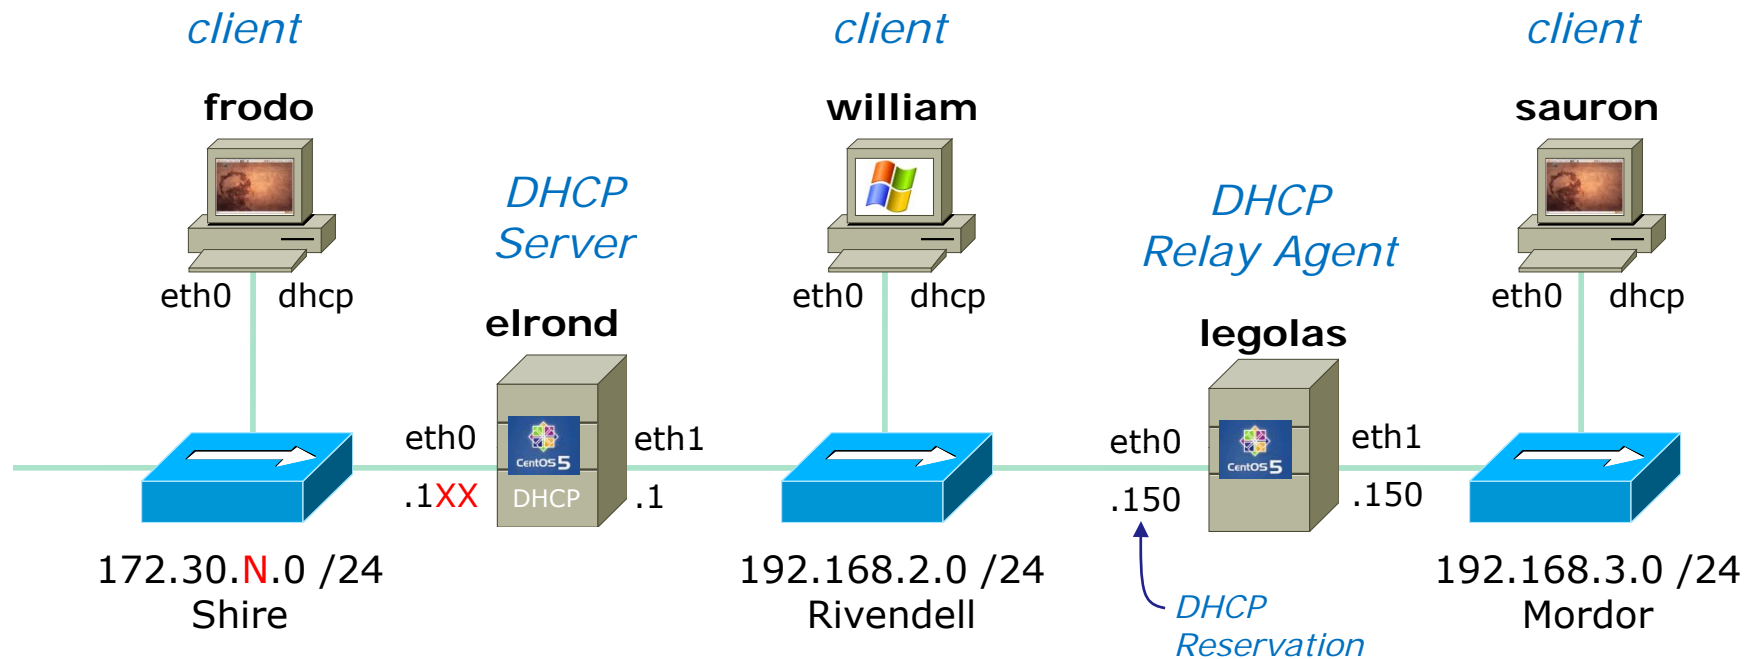 client
client
client
frodo
william
sauron
DHCP
Server
DHCP
Relay Agent
eth0 dhcp
eth0 dhcp
eth0 dhcp
elrond
legolas
eth0
CentOS 5
eth1
eth0
CentOS 5
eth1
.1XX
DHCP
.1
.150
.150
172.30.N.0 /24
Shire
192.168.2.0 /24
Rivendell
192.168.3.0 /24
Mordor
DHCP
Reservation